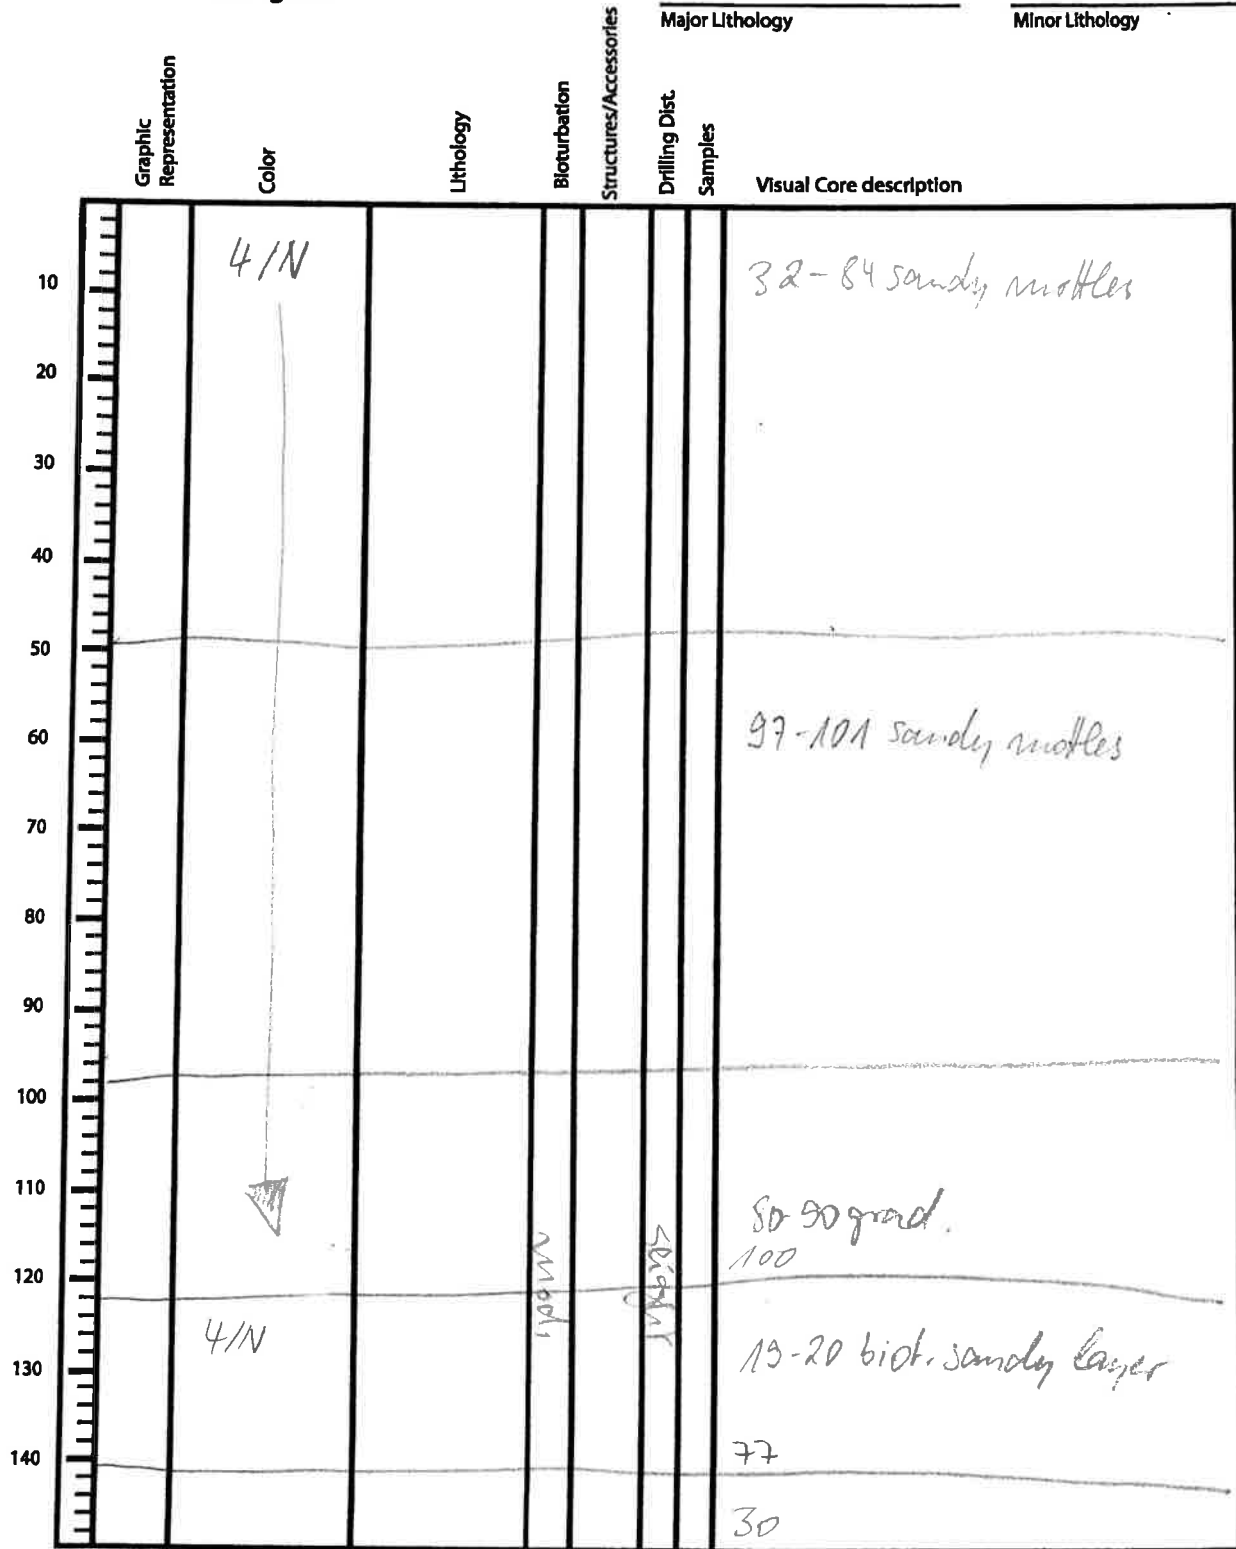 Major Lithology
Minor Lithology
Graphic
Representation
Color
Lithology
Bioturbation
Structures/Accessories
Drilling Dist.
Samples
Visual Core description
10
20
30
40
50
60
70
80
90
100
110
120
130
140
4/N
32-84 sandy mottles
97-101 sandy mottles
80-90 grad.
100
mod.
slight
4/N
19-20 biot. sandy layer
77
30